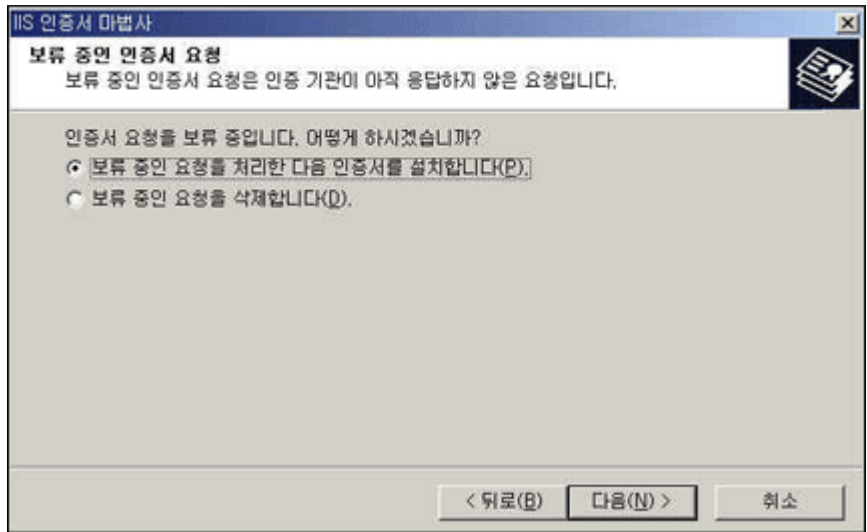 IIS 인증서 마법사
보류 중인 인증서 요청
보류 중인 인증서 요청은 인증 기관이 아직 응답하지 않은 요청입니다.
인증서 요청을 보류 중입니다. 어떻게 하시겠습니까?
보류 중인 요청을 처리한 다음 인증서를 설치합니다(P).
보류 중인 요청을 삭제합니다(D).
< 뒤로(B) 다음(N) > 취소